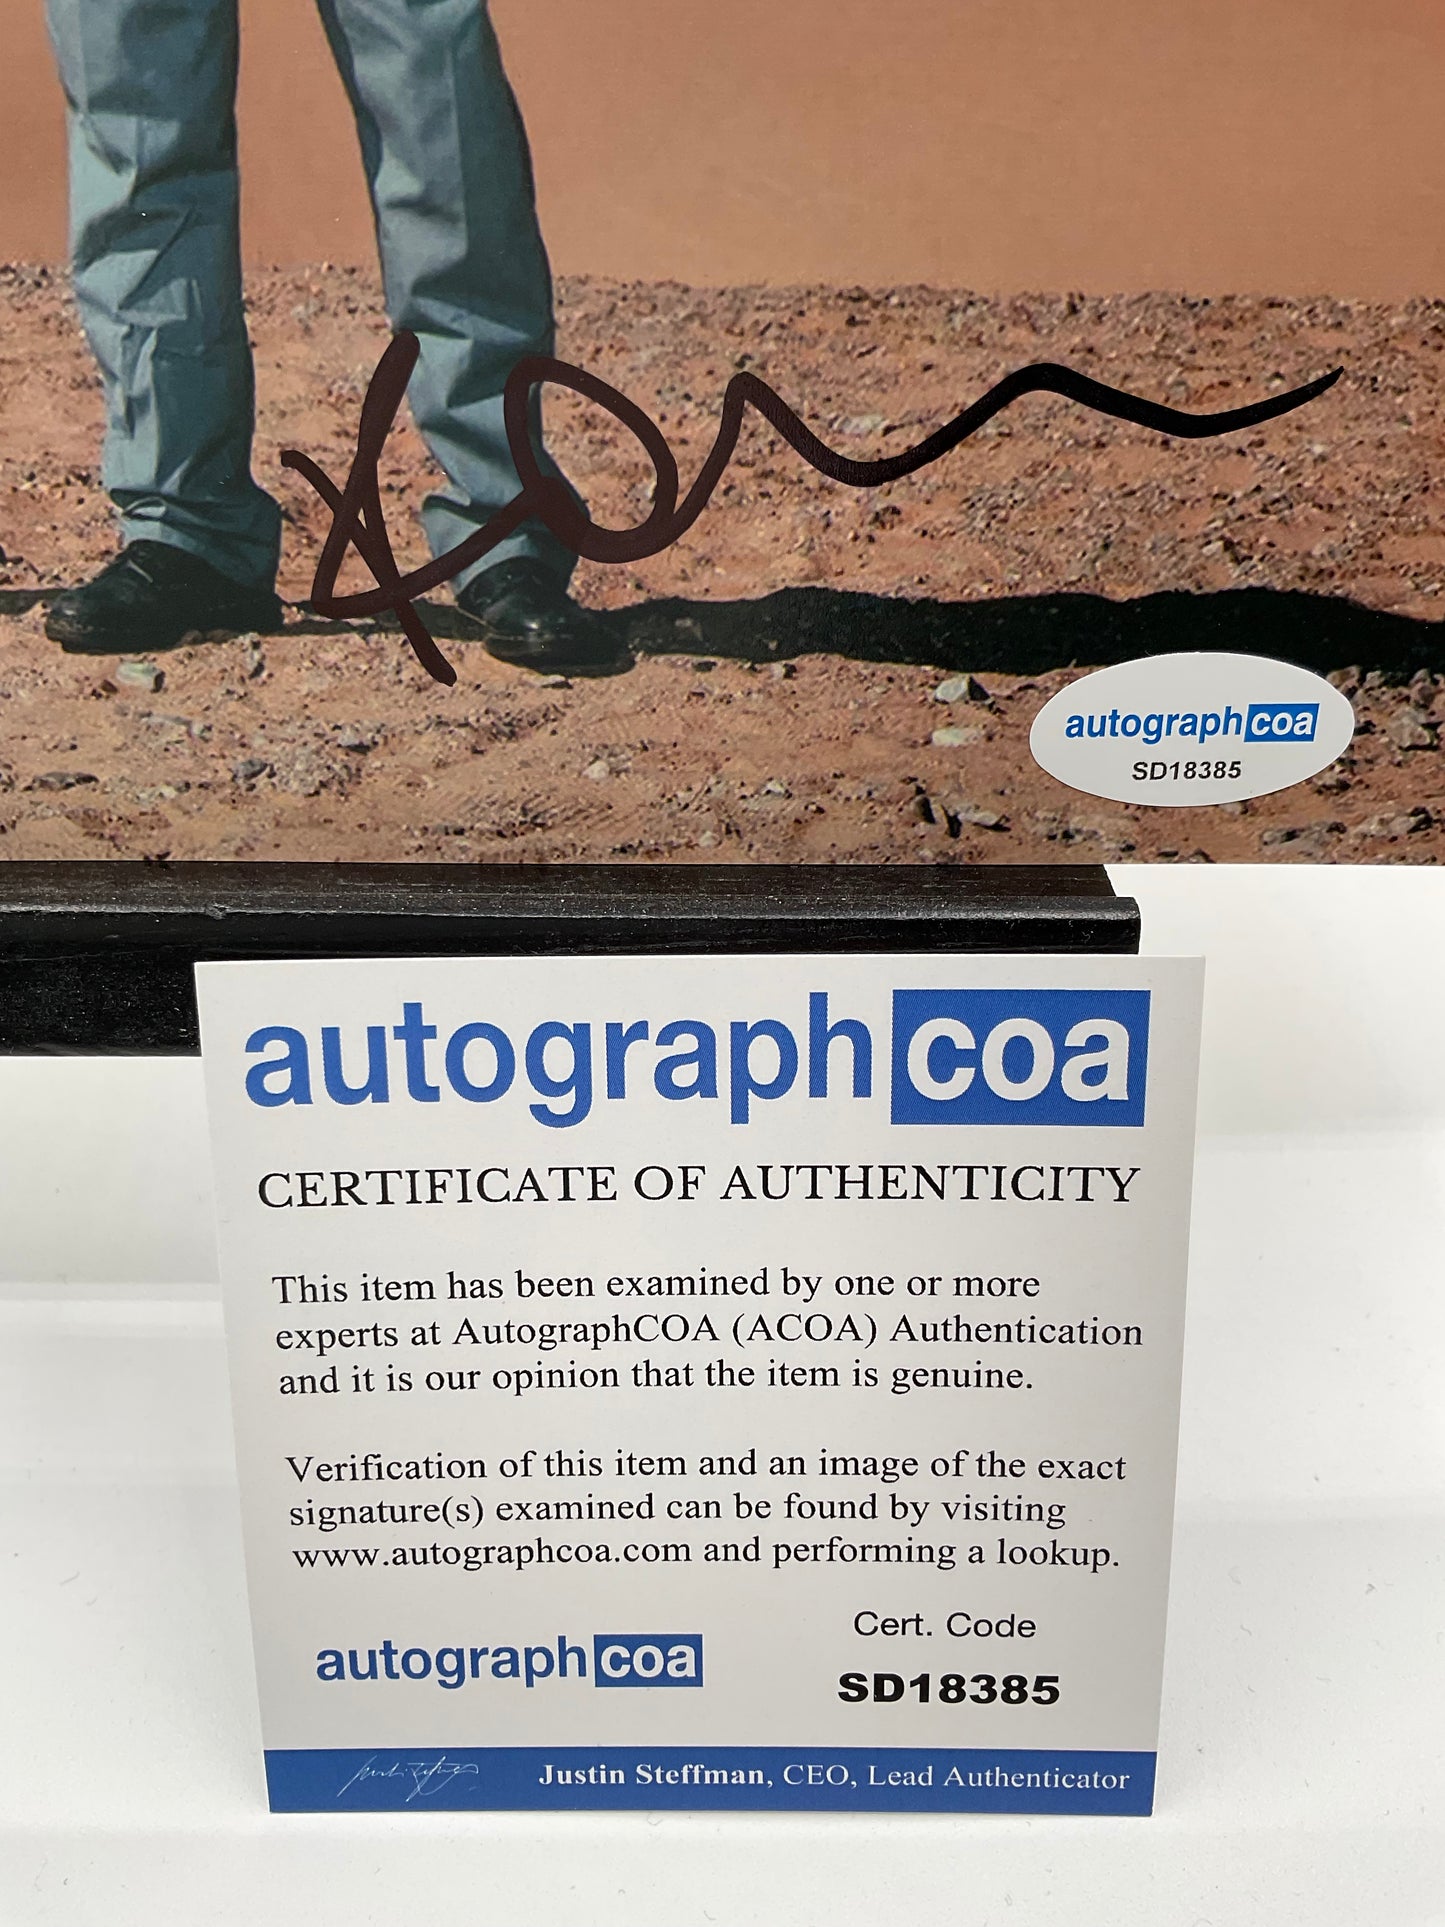 autographcoa
SD18385
autographcoa
CERTIFICATE OF AUTHENTICITY
This item has been examined by one or more
experts at AutographCOA (ACOA) Authentication
and it is our opinion that the item is genuine.
Verification of this item and an image of the exact
signature(s) examined can be found by visiting
www.autographcoa.com and performing a lookup.
Cert. Code
autographcoa
SD18385
Justin Steffman, CEO, Lead Authenticator